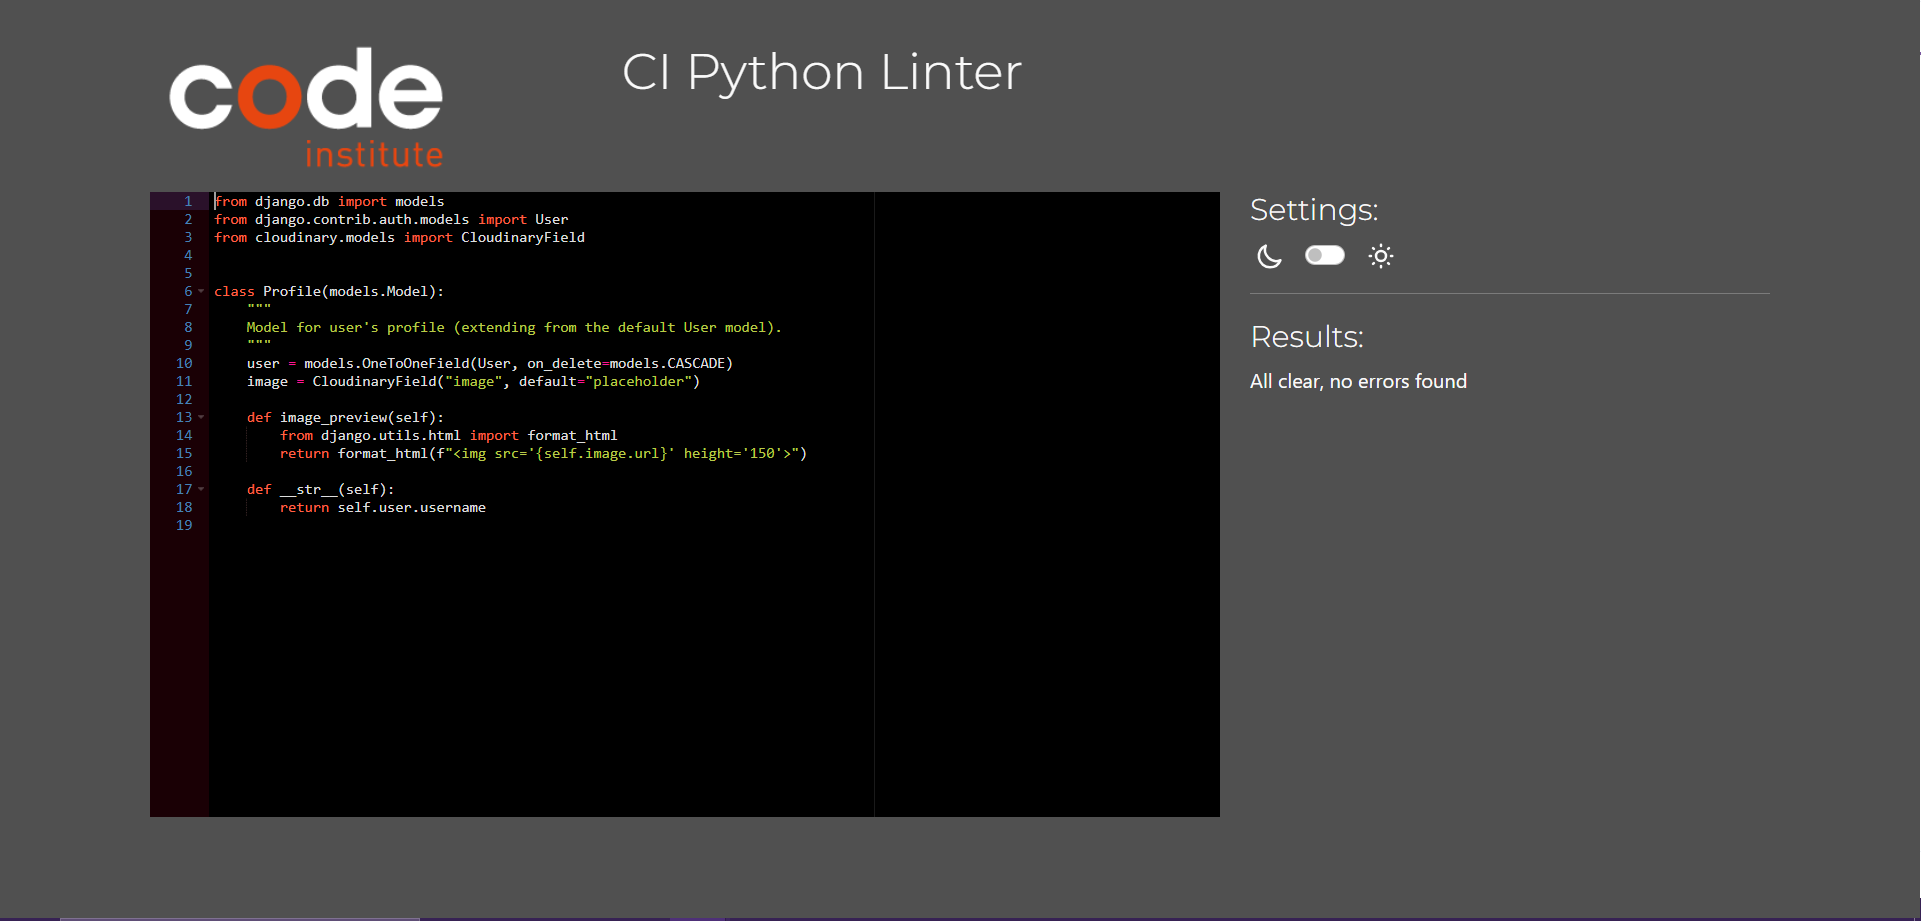 code
institute
CI Python Linter
1 from django.db import models
2 from django.contrib.auth.models import User
3 from cloudinary.models import CloudinaryField
4
5
6 class Profile(models.Model):
7     """
8     Model for user's profile (extending from the default User model).
9     """
10     user = models.OneToOneField(User, on_delete=models.CASCADE)
11     image = CloudinaryField("image", default="placeholder")
12
13     def image_preview(self):
14         from django.utils.html import format_html
15         return format_html(f"<img src='{self.image.url}' height='150'>")
16
17     def __str__(self):
18         return self.user.username
19
Settings:
Results:
All clear, no errors found